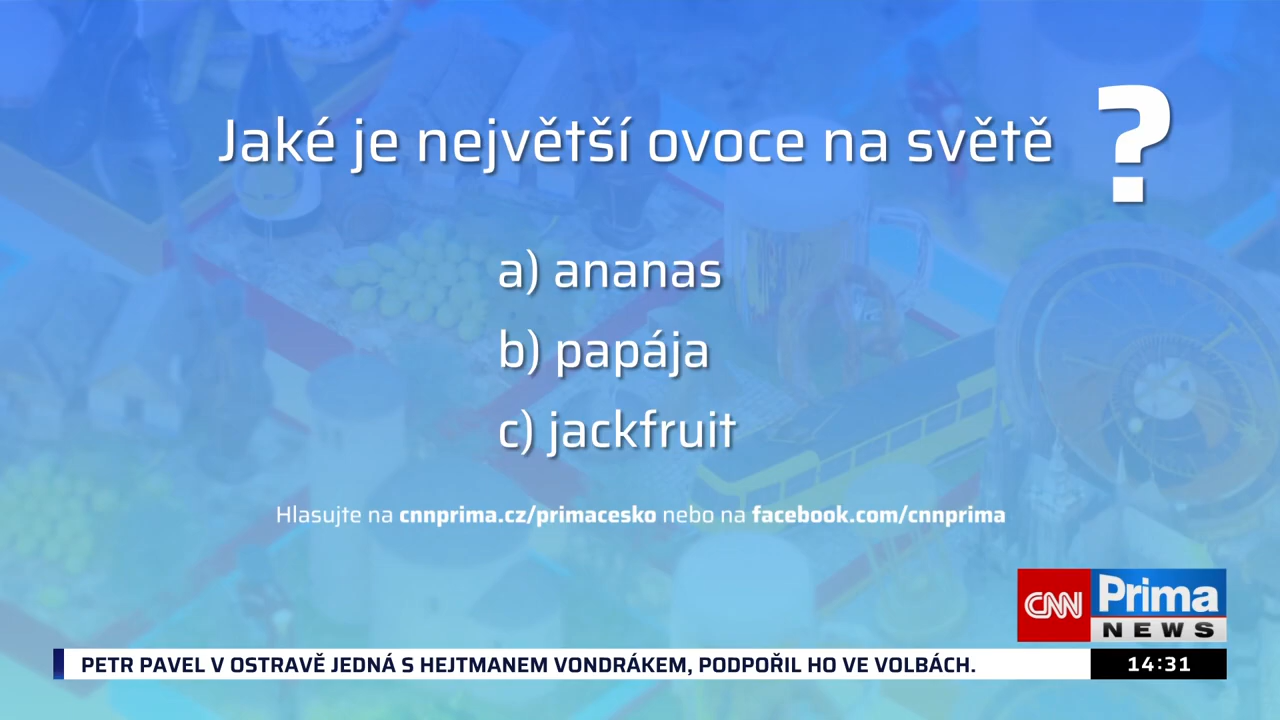 Jaké je největší ovoce na světě ?
a) ananas
b) papája
c) jackfruit
Hlasujte na cnnprima.cz/primacesko nebo na facebook.com/cnnprima
CNN Prima
NEWS
PETR PAVEL V OSTRAVĚ JEDNÁ S HEJTMANEM VONDRÁKEM, PODPOŘIL HO VE VOLBÁCH. 14:31